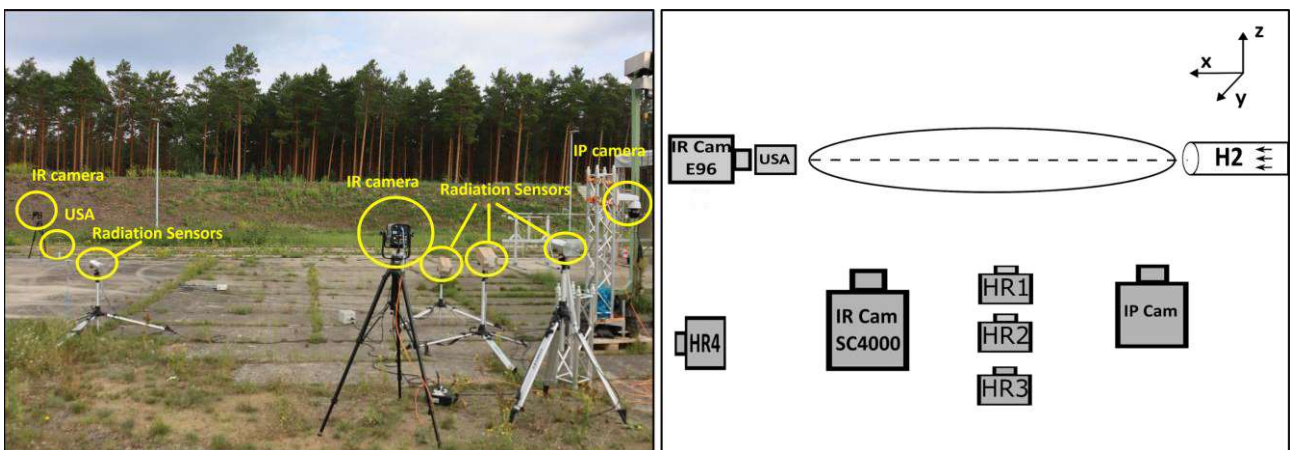 IP camera
IR camera
IR camera
Radiation Sensors
USA
Radiation Sensors
z
x
y
IR Cam
E96
USA
H2
HR1
IR Cam
SC4000
HR2
IP Cam
HR4
HR3